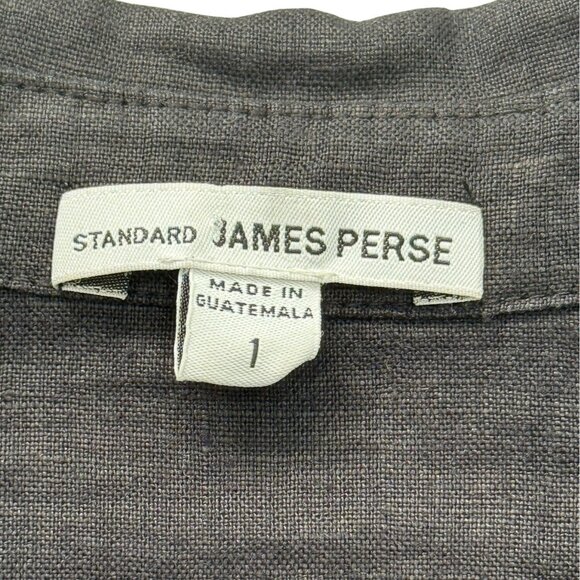 STANDARD JAMES PERSE
MADE IN
GUATEMALA
1